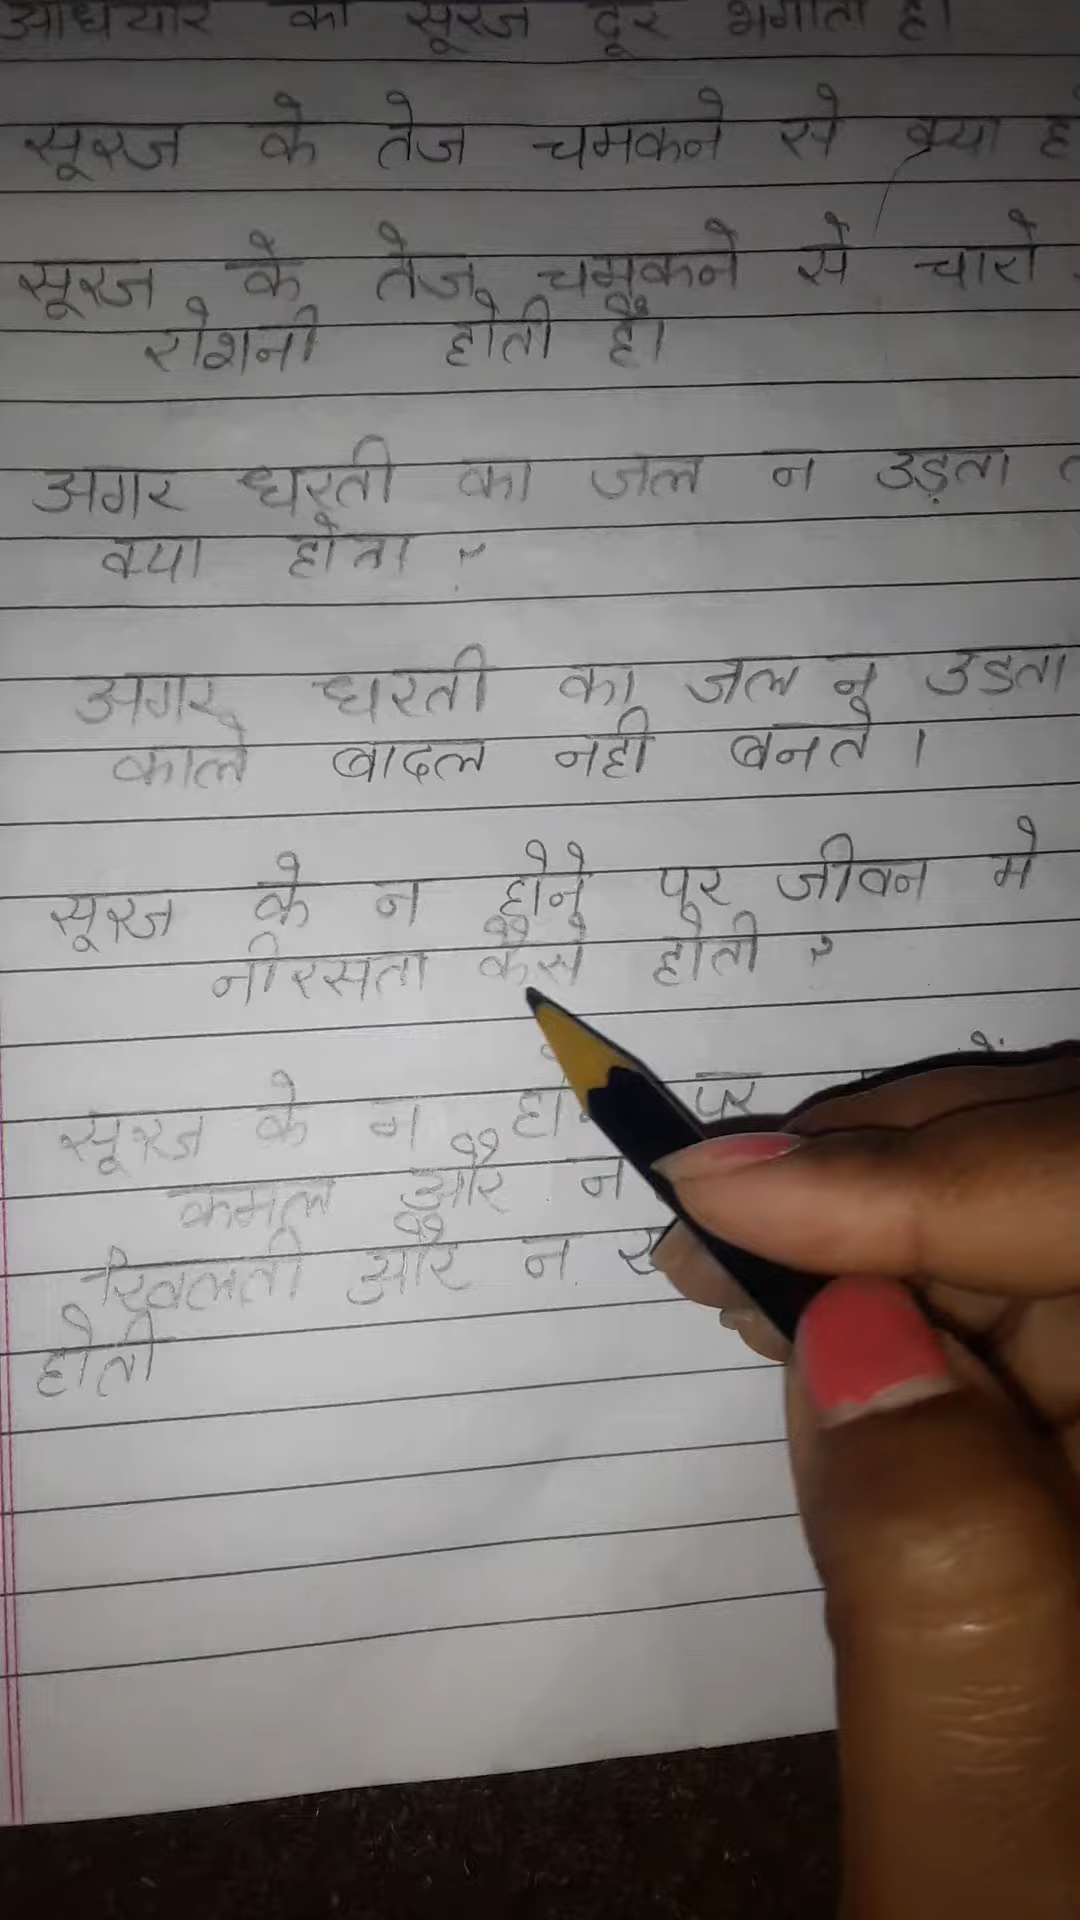 का सूरज दूर भगाता है।
सूरज के तेज चमकने से क्या
सूरज के तेज चमकने से चारो
रोशनी होती है।
अगर धरती का जल न उड़ता
क्या होता ?
अगर धरती का जल न उडता
काले बादल नही बनते।
सूरज के न होने पर जीवन मे
नीरसता कैसे होती ?
सूरज के न पर
कमल और न
खिलती और न
होती